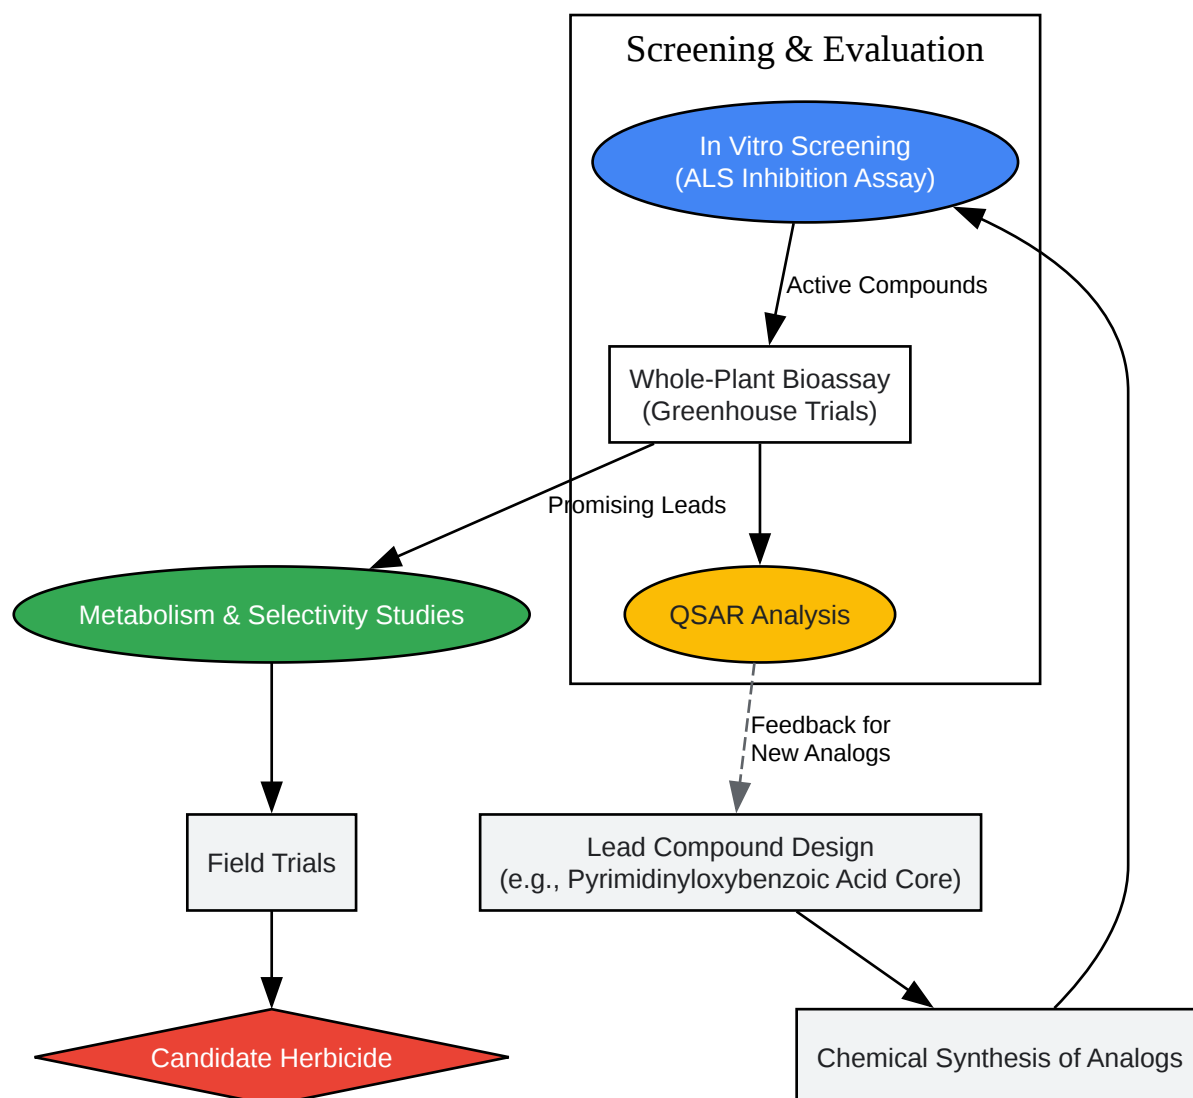 Screening & Evaluation
In Vitro Screening
(ALS Inhibition Assay)
Active Compounds
Whole-Plant Bioassay
(Greenhouse Trials)
Promising Leads
Metabolism & Selectivity Studies
QSAR Analysis
Feedback for
New Analogs
Field Trials
Lead Compound Design
(e.g., Pyrimidinyloxybenzoic Acid Core)
Candidate Herbicide
Chemical Synthesis of Analogs